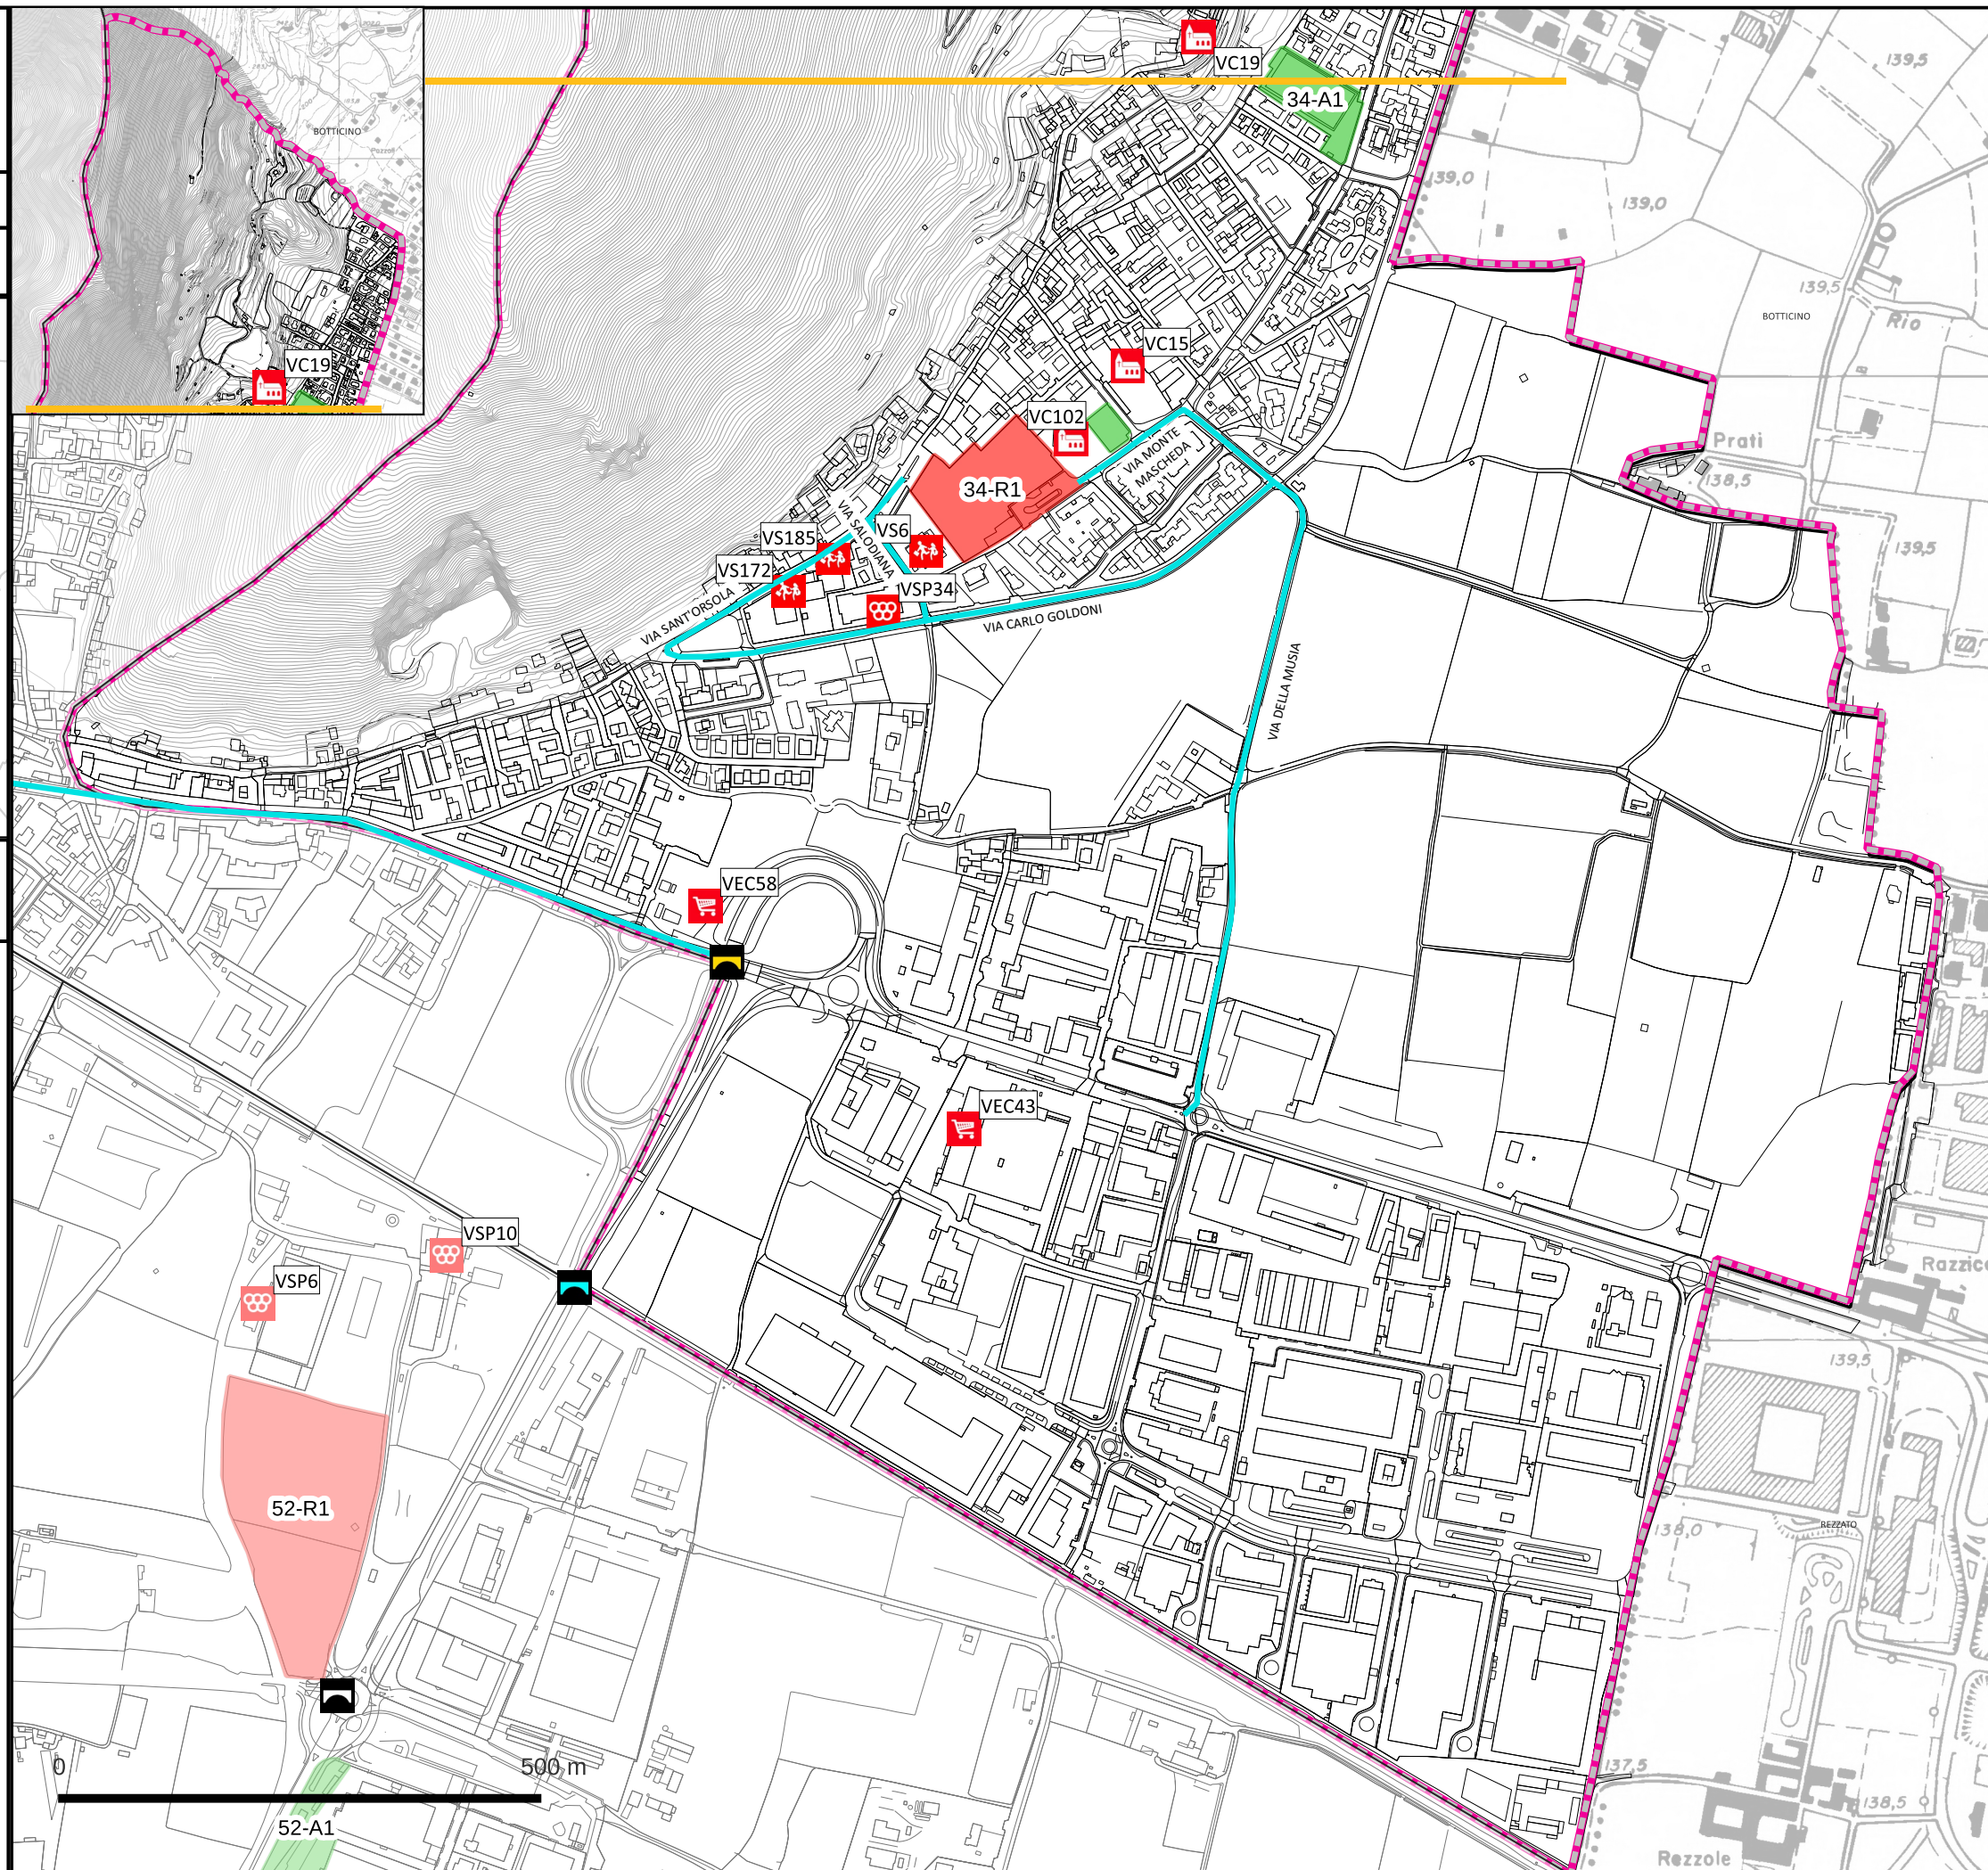 BOTTICINO
VC19
VC19
34-A1
139,5
139,0
139,0
139,5
BOTTICINO
Rio
VC15
VC102
VIA MONTE
MASCHEDA
Prati
138,5
34-R1
VIA SALODIANA
VS6
VS185
VS172
139,5
VSP34
VIA SANT'ORSOLA
VIA CARLO GOLDONI
VIA DELLA MUSIA
VEC58
VEC43
VSP10
VSP6
139,5
52-R1
138,0
REZZATO
0
500 m
137,5
138,5
52-A1
Rezzole